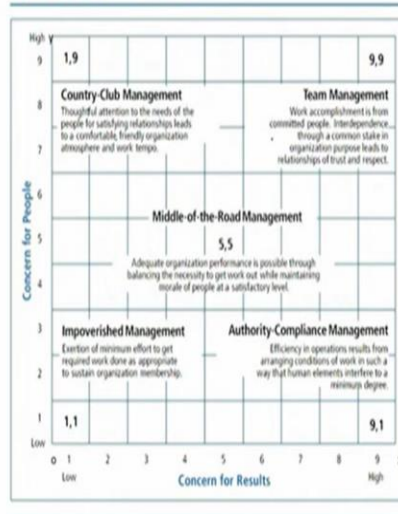 High
9
1,9
9,9
Country-Club Management
Thoughtful attention to the needs of the
people for satisfying relationships leads
to a comfortable, friendly organization
atmosphere and work tempo.
Team Management
Work accomplishment is from
committed people. Interdependence
through a common stake in
organization purpose leads to
relationships of trust and respect.
8
7
6
Middle-of-the-Road Management
5
5,5
Adequate organization performance is possible through
balancing the necessity to get work out while maintaining
morale of people at a satisfactory level.
4
Concern for People
3
Impoverished Management
Exertion of minimum effort to get
required work done as appropriate
to sustain organization membership.
Authority-Compliance Management
Efficiency in operations results from
arranging conditions of work in such a
way that human elements interfere to a
minimum degree.
2
1
1,1
9,1
Low
0 1 2 3 4 5 6 7 8 9
Low
Concern for Results
High